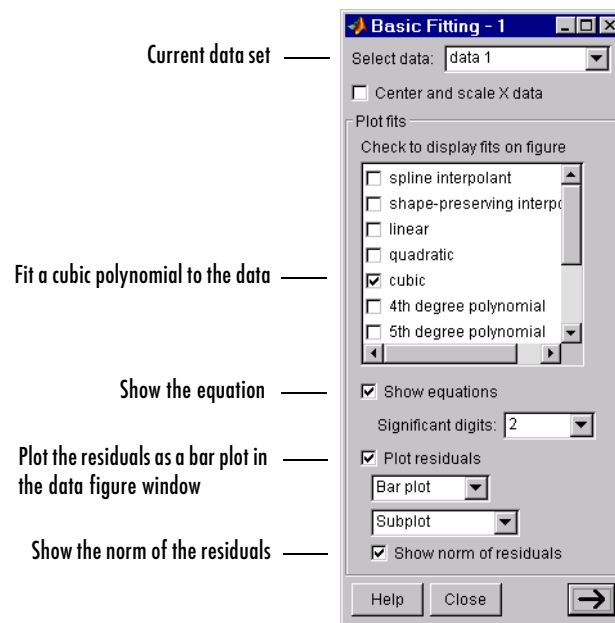 Basic Fitting - 1
Current data set
Select data: data 1
Center and scale X data
Plot fits
Check to display fits on figure
spline interpolant
shape-preserving interpo
linear
quadratic
Fit a cubic polynomial to the data
cubic
4th degree polynomial
5th degree polynomial
Show the equation
Show equations
Significant digits: 2
Plot the residuals as a bar plot in
the data figure window
Plot residuals
Bar plot
Subplot
Show the norm of the residuals
Show norm of residuals
Help
Close